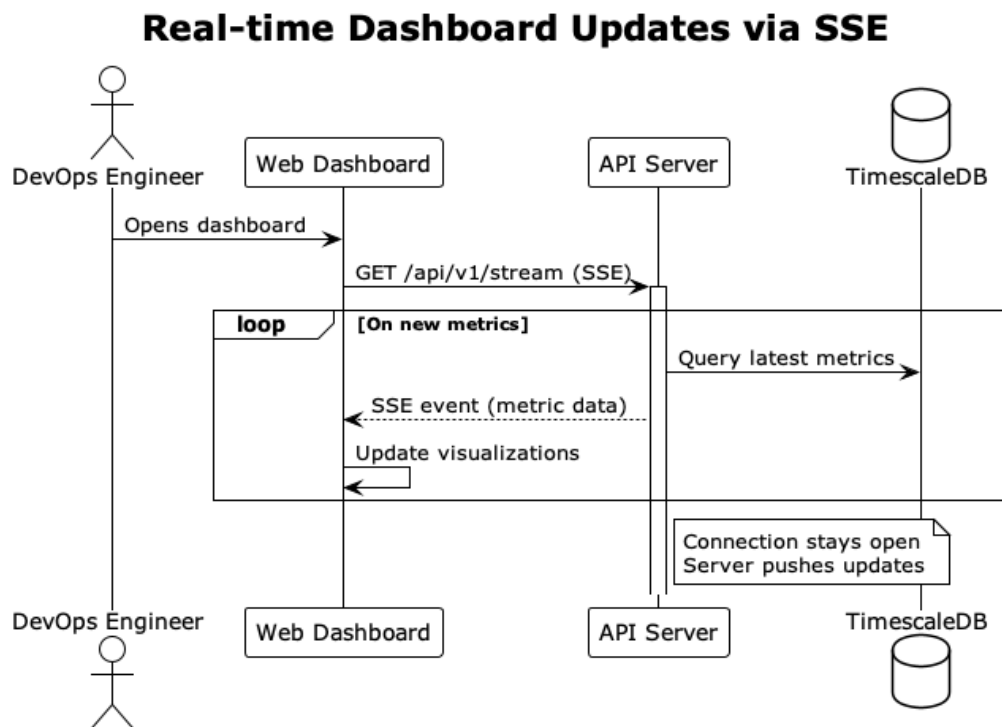 Real-time Dashboard Updates via SSE
DevOps Engineer
Web Dashboard
API Server
TimescaleDB
Opens dashboard
GET /api/v1/stream (SSE)
loop
[On new metrics]
Query latest metrics
SSE event (metric data)
Update visualizations
Connection stays open
Server pushes updates
DevOps Engineer
Web Dashboard
API Server
TimescaleDB